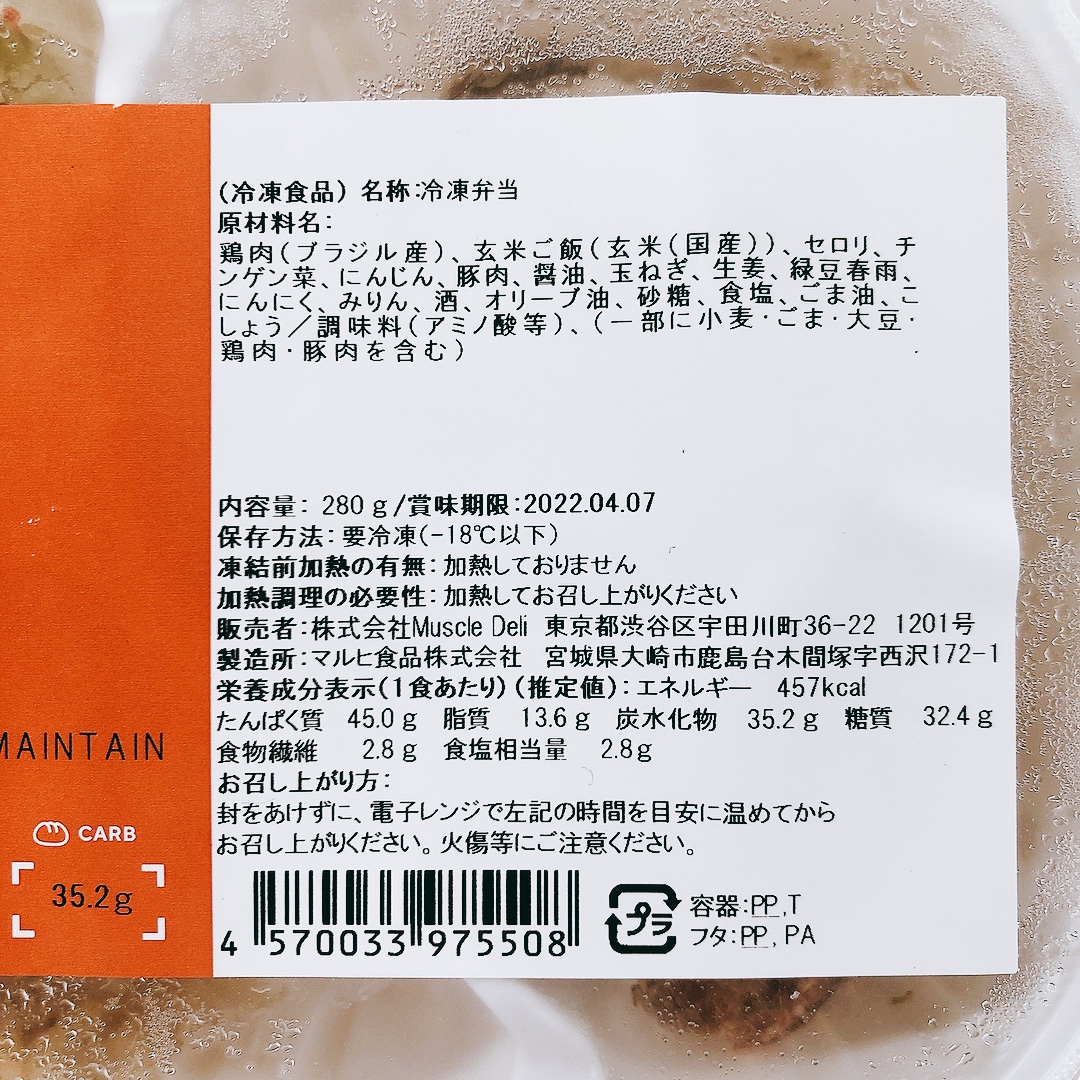 (冷凍食品) 名称:冷凍弁当
原材料名:
鶏肉(ブラジル産)、玄米ご飯(玄米(国産))、セロリ、チ
ンゲン菜、にんじん、豚肉、醤油、玉ねぎ、生姜、緑豆春雨、
にんにく、みりん、酒、オリーブ油、砂糖、食塩、ごま油、こ
しょう／調味料(アミノ酸等)、(一部に小麦・ごま・大豆・
鶏肉・豚肉を含む)
内容量: 280g/賞味期限:2022.04.07
保存方法:要冷凍(-18℃以下)
凍結前加熱の有無:加熱しておりません
加熱調理の必要性:加熱してお召し上がりください
販売者:株式会社Muscle Deli 東京都渋谷区宇田川町36-22 1201号
製造所:マルヒ食品株式会社 宮城県大崎市鹿島台木間塚字西沢172-1
栄養成分表示(1食あたり)(推定値):エネルギー 457kcal
たんぱく質 45.0g 脂質 13.6g 炭水化物 35.2g 糖質 32.4g
食物繊維 2.8g 食塩相当量 2.8g
お召し上がり方:
封をあけずに、電子レンジで左記の時間を目安に温めてから
お召し上がりください。火傷等にご注意ください。
4 570033 975508
プラ
容器:PP,T
フタ:PP, PA
MAINTAIN
CARB
35.2g